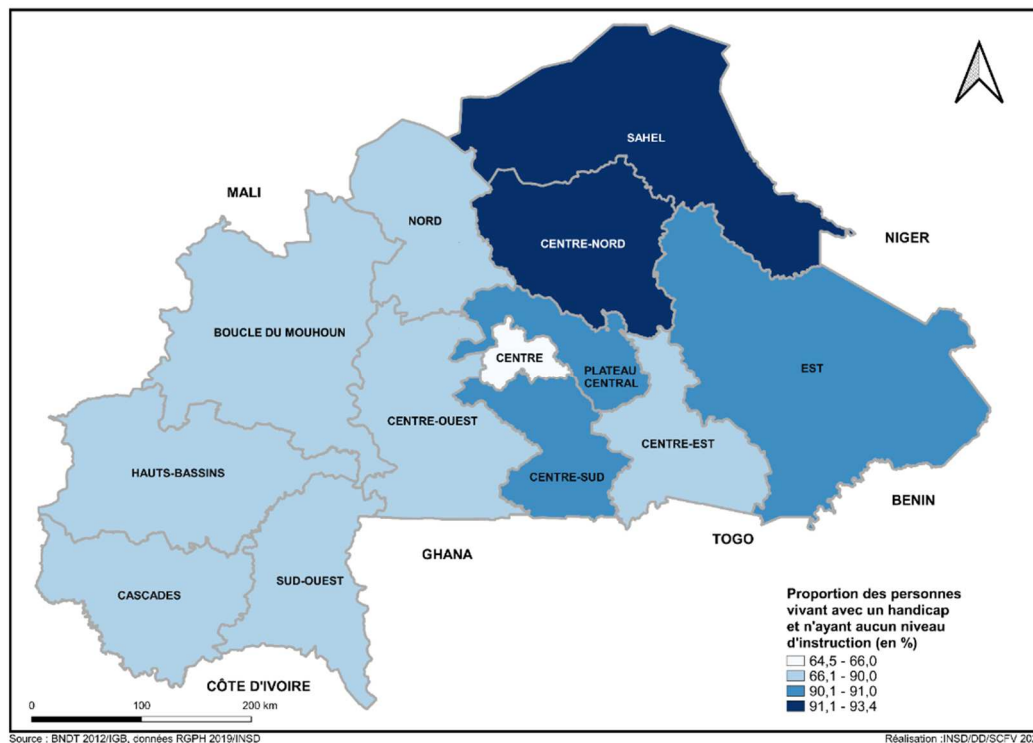 SAHEL
MALI
NORD
NIGER
CENTRE-NORD
BOUCLE DU MOUHOUN
CENTRE
PLATEAU
CENTRAL
EST
CENTRE-OUEST
CENTRE-EST
HAUTS-BASSINS
CENTRE-SUD
BENIN
TOGO
GHANA
SUD-OUEST
CASCADES
CÔTE D'IVOIRE
Proportion des personnes
vivant avec un handicap
et n'ayant aucun niveau
d'instruction (en %)
64,5 - 66,0
66,1 - 90,0
90,1 - 91,0
91,1 - 93,4
0 100 200 km
Source : BNDT 2012/IGB, connées RGPH 2019/INSD
Réalisation :INSD/DD/SCFV